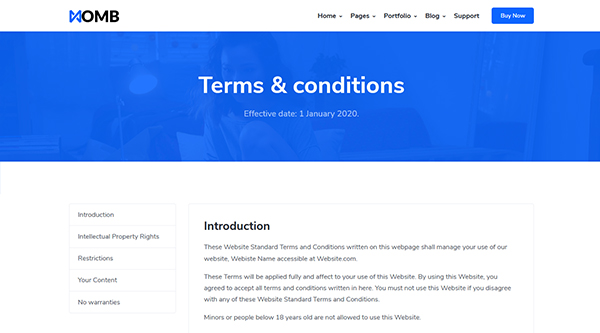 MOMB
Home Pages Portfolio Blog Support Buy Now
Terms & conditions
Effective date: 1 January 2020.
Introduction
Intellectual Property Rights
Restrictions
Your Content
No warranties
Introduction
These Website Standard Terms and Conditions written on this webpage shall manage your use of our
website, Webiste Name accessible at Website.com.
These Terms will be applied fully and affect to your use of this Website. By using this Website, you
agreed to accept all terms and conditions written in here. You must not use this Website if you disagree
with any of these Website Standard Terms and Conditions.
Minors or people below 18 years old are not allowed to use this Website.